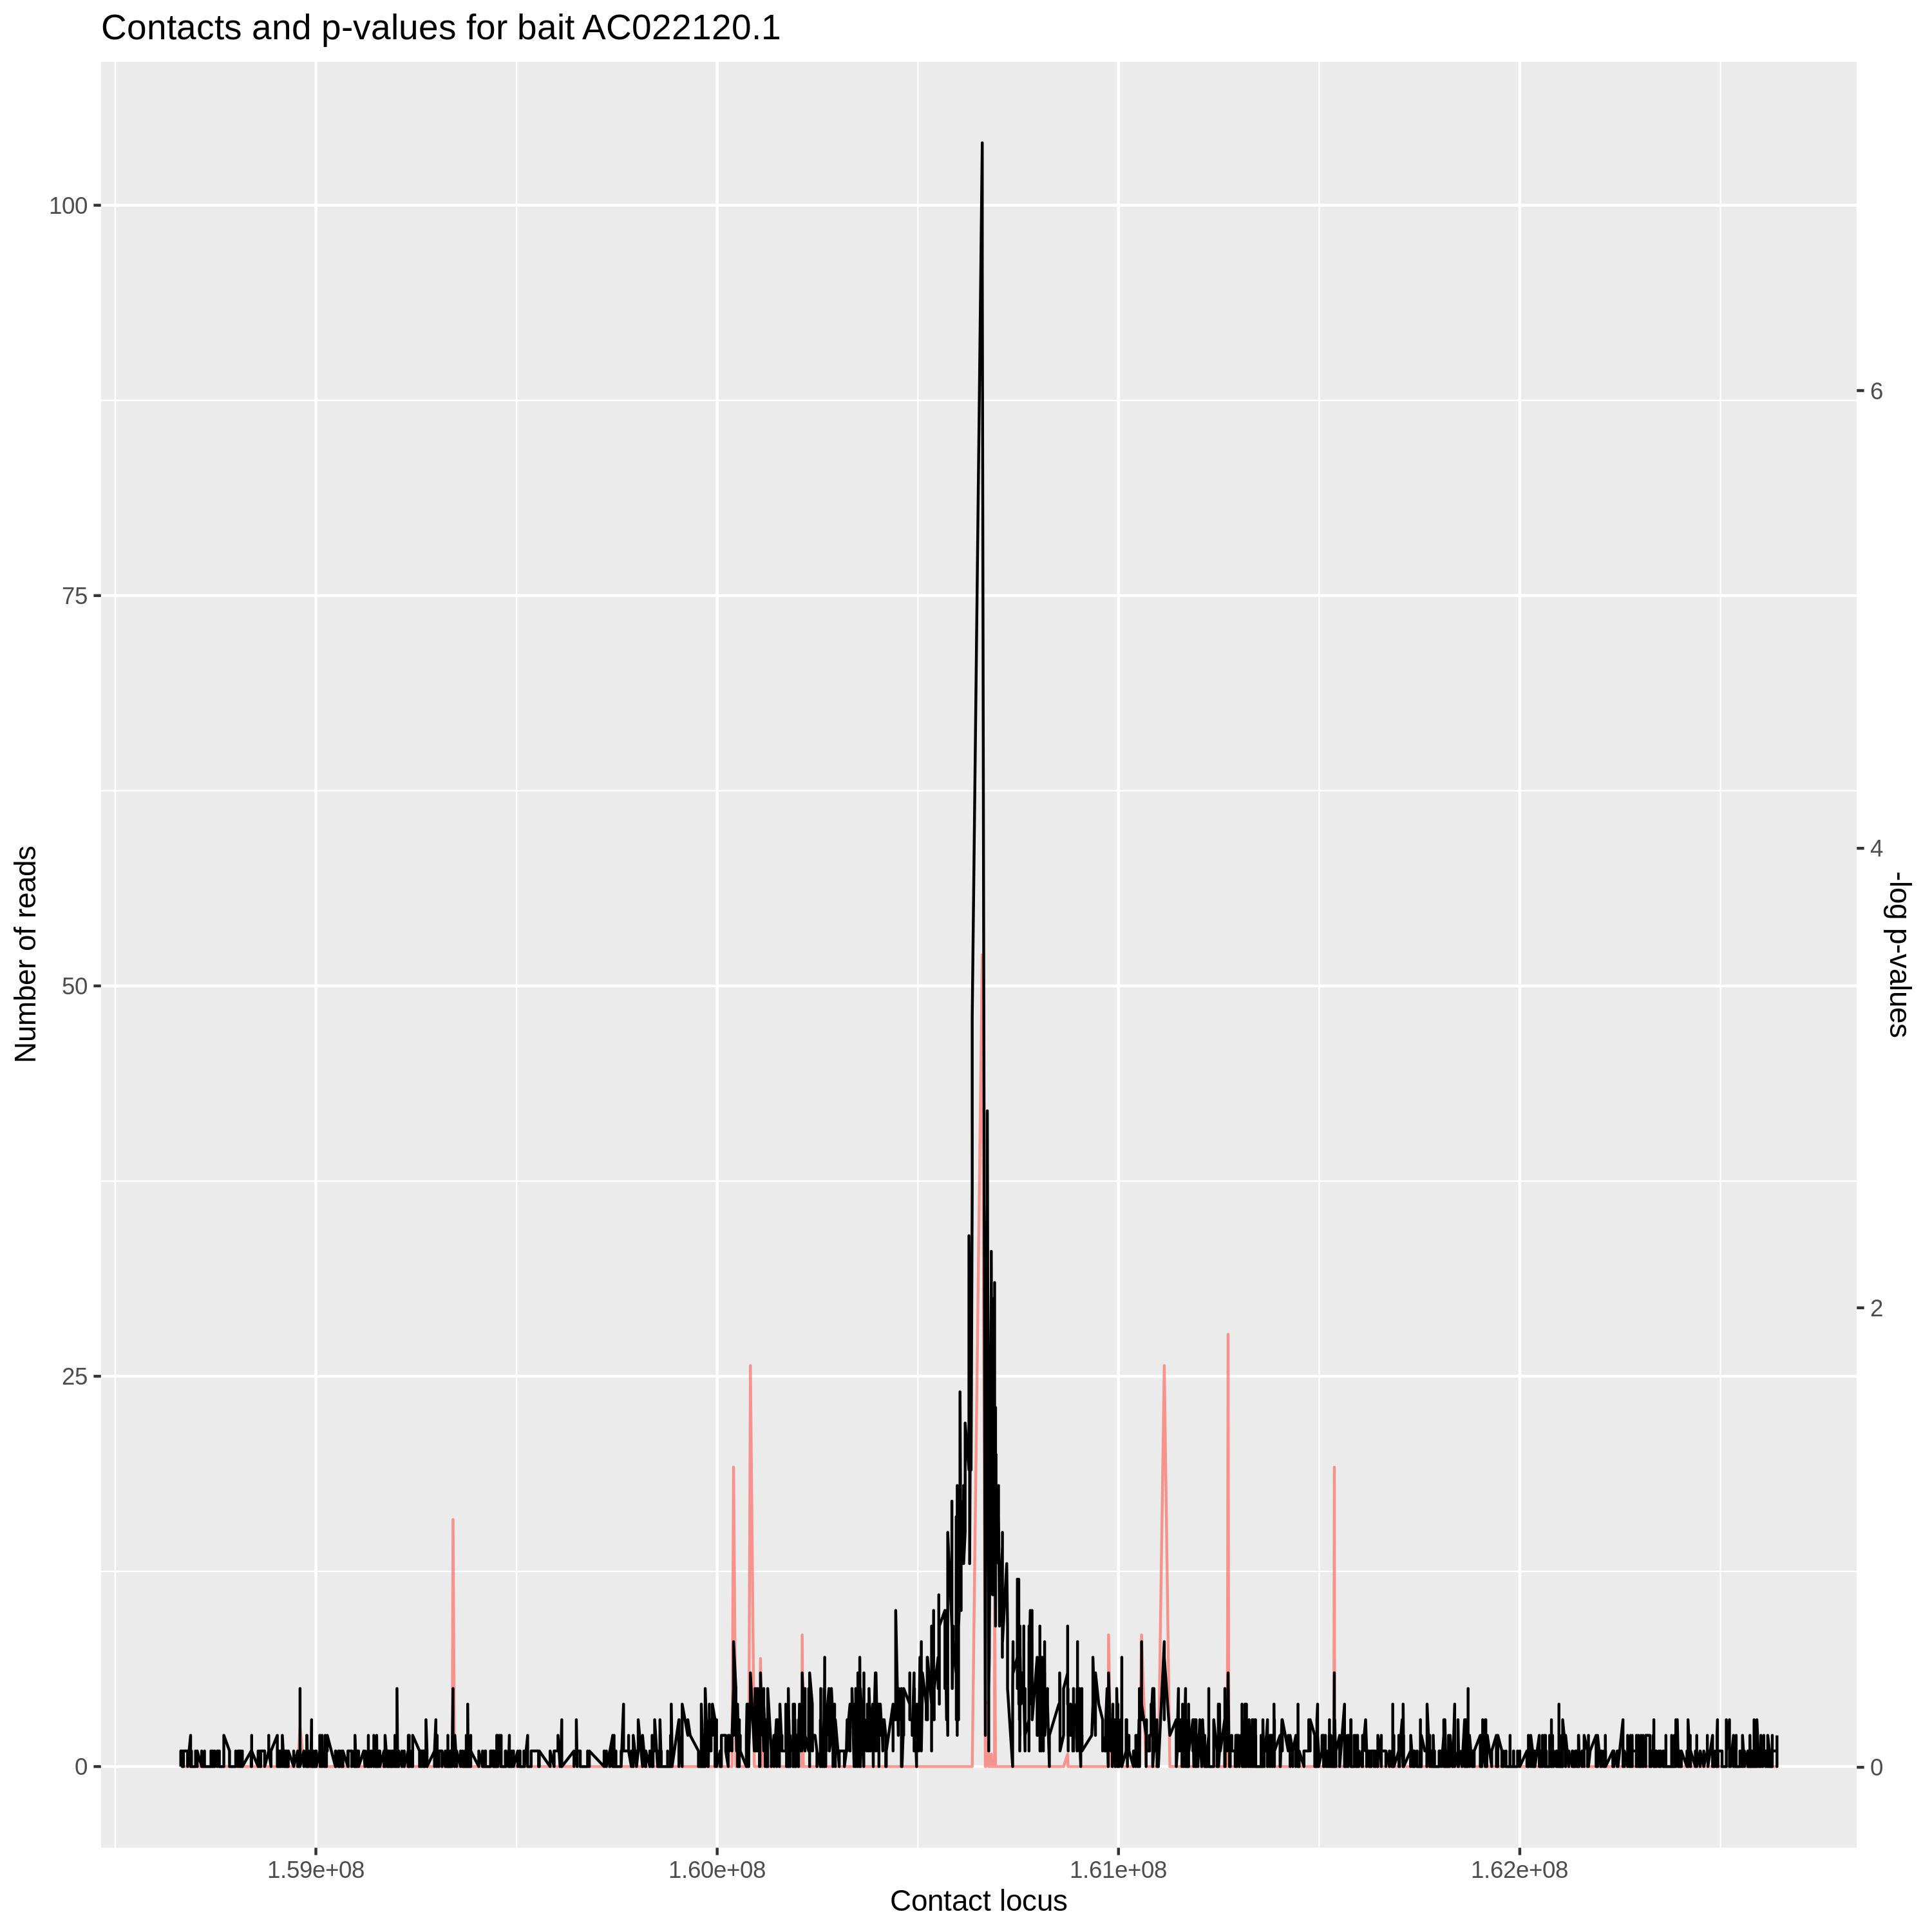 Contacts and p-values for bait AC022120.1
100
75
50
25
0
Number of reads
6
4
2
0
-log p-values
1.59e+08
1.60e+08
1.61e+08
1.62e+08
Contact locus